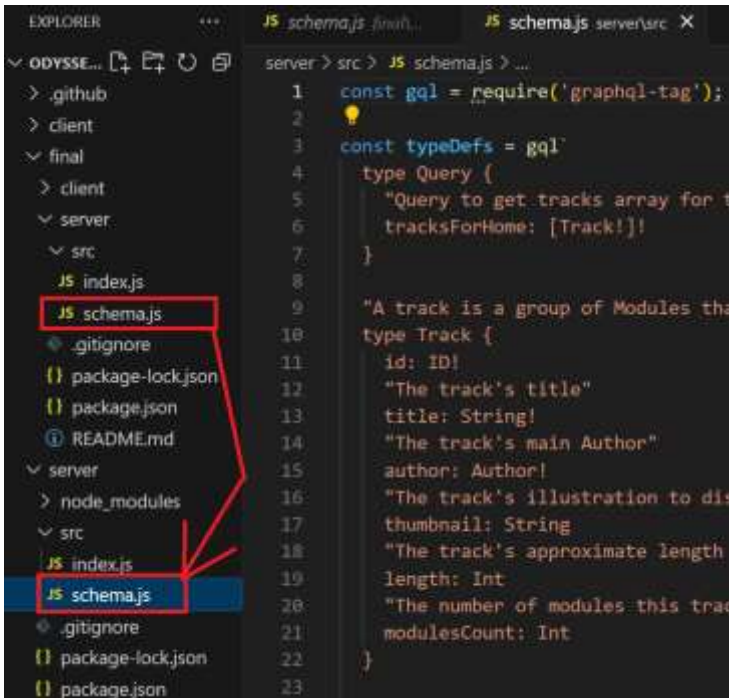 EXPLORER ...
ODYSSE...
.github
client
final
client
server
src
JS index.js
JS schema.js
.gitignore
{} package-lock.json
{} package.json
README.md
server
node_modules
src
JS index.js
JS schema.js
.gitignore
{} package-lock.json
{} package.json
JS schema.js
JS schema.js server\src ×
server > src > JS schema.js > ...
1 const gql = require('graphql-tag');
2
3 const typeDefs = gql`
4 type Query {
5 "Query to get tracks array for
6 tracksForHome: [Track!]!
7 }
8
9 "A track is a group of Modules
10 type Track {
11 id: ID!
12 "The track's title"
13 title: String!
14 "The track's main Author"
15 author: Author!
16 "The track's illustration to
17 thumbnail: String
18 "The track's approximate length
19 length: Int
20 "The number of modules this
21 modulesCount: Int
22 }
23